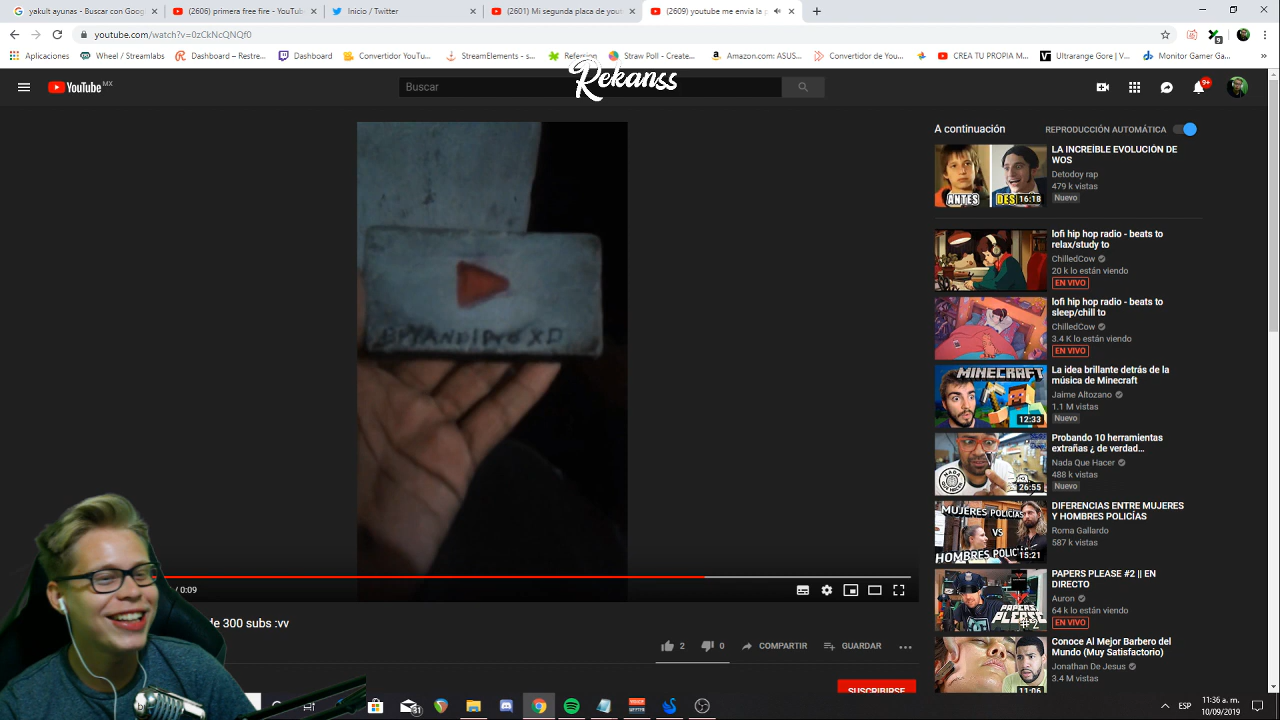 yakult ayunas - Buscar con Googl
(2606) primera free fire - YouTub
Inicio / Twitter
(2601) Mi segunda placa de yout
(2609) youtube me envia la p
youtube.com/watch?v=0zCkNcQNQf0
Aplicaciones
Wheel / Streamlabs
Dashboard – Restre...
Dashboard
Convertidor YouTu...
StreamElements - s...
Refersion
Straw Poll - Create...
Amazon.com: ASUS...
Convertidor de You...
CREA TU PROPIA M...
Ultrarange Gore | V...
Monitor Gamer Ga...
Rekanss
YouTube MX
Buscar
9+
A continuación
REPRODUCCIÓN AUTOMÁTICA
LA INCREÍBLE EVOLUCIÓN DE
WOS
Detodoy rap
479 k vistas
Nuevo
ANTES
DES
16:18
lofi hip hop radio - beats to
relax/study to
ChilledCow
20 k lo están viendo
EN VIVO
lofi hip hop radio - beats to
sleep/chill to
ChilledCow
3.4 K lo están viendo
EN VIVO
MINECRAFT
12:33
La idea brillante detrás de la
música de Minecraft
Jaime Altozano
1.1 M vistas
Nuevo
26:55
Probando 10 herramientas
extrañas ¿ de verdad...
Nada Que Hacer
488 k vistas
Nuevo
MUJERES POLICÍAS
VS
HOMBRES POLICÍAS
15:21
DIFERENCIAS ENTRE MUJERES
Y HOMBRES POLICÍAS
Roma Gallardo
587 k vistas
PAPERS PLEASE
#2
PAPERS PLEASE #2 || EN
DIRECTO
Auron
64 k lo están viendo
EN VIVO
11:06
Conoce Al Mejor Barbero del
Mundo (Muy Satisfactorio)
Jonathan De Jesus
3.4 M vistas
/ 0:09
de 300 subs :vv
2
0
COMPARTIR
GUARDAR
SUSCRIBIRSE
ESP
11:36 a. m.
10/09/2019